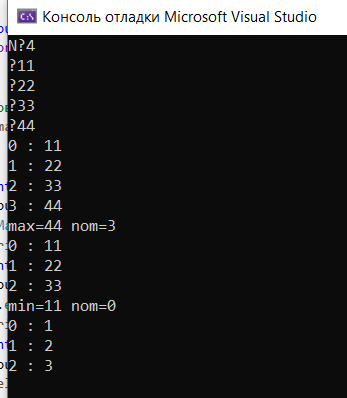 Консоль отладки Microsoft Visual Studio
N?4
?11
?22
?33
?44
0 : 11
1 : 22
2 : 33
3 : 44
max=44 nom=3
0 : 11
1 : 22
2 : 33
min=11 nom=0
0 : 1
1 : 2
2 : 3